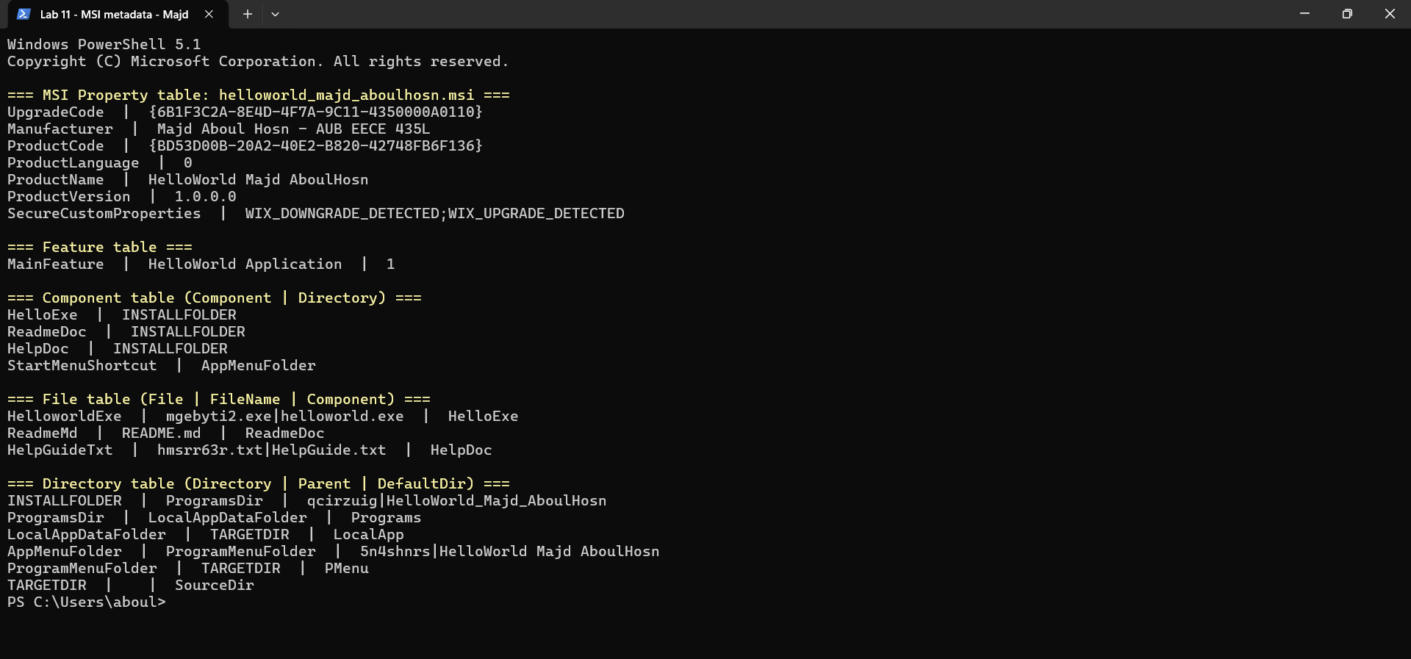 Lab 11 - MSI metadata - Majd
Windows PowerShell 5.1
Copyright (C) Microsoft Corporation. All rights reserved.
=== MSI Property table: helloworld_majd_aboulhosn.msi ===
UpgradeCode  |  {6B1F3C2A-8E4D-4F7A-9C11-4350000A0110}
Manufacturer  |  Majd Aboul Hosn - AUB EECE 435L
ProductCode  |  {BD53D00B-20A2-40E2-B820-42748FB6F136}
ProductLanguage  |  0
ProductName  |  HelloWorld Majd AboulHosn
ProductVersion  |  1.0.0.0
SecureCustomProperties  |  WIX_DOWNGRADE_DETECTED;WIX_UPGRADE_DETECTED
=== Feature table ===
MainFeature  |  HelloWorld Application  |  1
=== Component table (Component | Directory) ===
HelloExe  |  INSTALLFOLDER
ReadmeDoc  |  INSTALLFOLDER
HelpDoc  |  INSTALLFOLDER
StartMenuShortcut  |  AppMenuFolder
=== File table (File | FileName | Component) ===
HelloworldExe  |  mgebyti2.exe|helloworld.exe  |  HelloExe
ReadmeMd  |  README.md  |  ReadmeDoc
HelpGuideTxt  |  hmsrr63r.txt|HelpGuide.txt  |  HelpDoc
=== Directory table (Directory | Parent | DefaultDir) ===
INSTALLFOLDER  |  ProgramsDir  |  qcirzuig|HelloWorld_Majd_AboulHosn
ProgramsDir  |  LocalAppDataFolder  |  Programs
LocalAppDataFolder  |  TARGETDIR  |  LocalApp
AppMenuFolder  |  ProgramMenuFolder  |  5n4shnrs|HelloWorld Majd AboulHosn
ProgramMenuFolder  |  TARGETDIR  |  PMenu
TARGETDIR  |    |  SourceDir
PS C:\Users\aboul>